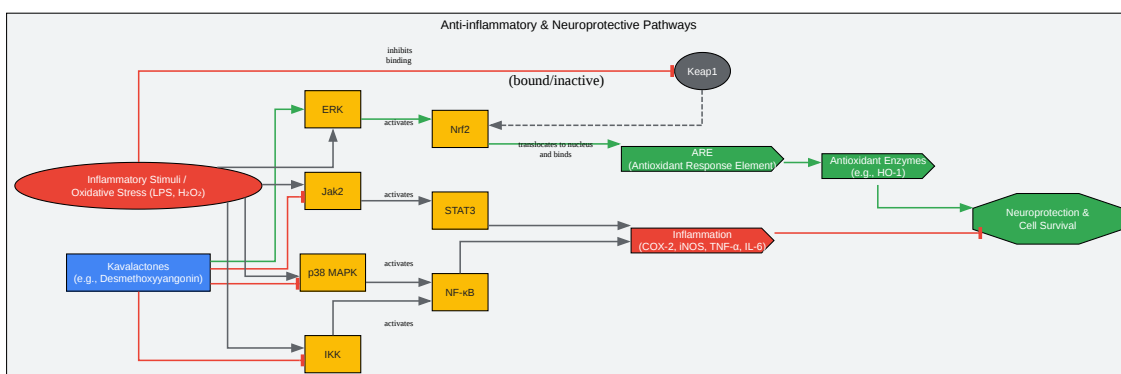 Anti-inflammatory & Neuroprotective Pathways
inhibits
binding
Keap1
(bound/inactive)
ERK
activates
Nrf2
translocates to nucleus
and binds
ARE
(Antioxidant Response Element)
Antioxidant Enzymes
(e.g., HO-1)
Inflammatory Stimuli /
Oxidative Stress (LPS, H₂O₂)
Jak2
activates
STAT3
Neuroprotection &
Cell Survival
Inflammation
(COX-2, iNOS, TNF-α, IL-6)
Kavalactones
(e.g., Desmethoxyyangonin)
p38 MAPK
activates
NF-κB
activates
IKK